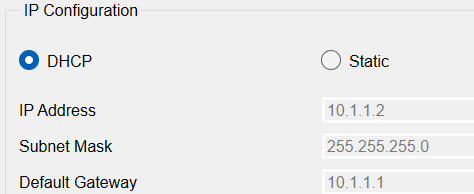 IP Configuration
DHCP Static
IP Address 10.1.1.2
Subnet Mask 255.255.255.0
Default Gateway 10.1.1.1